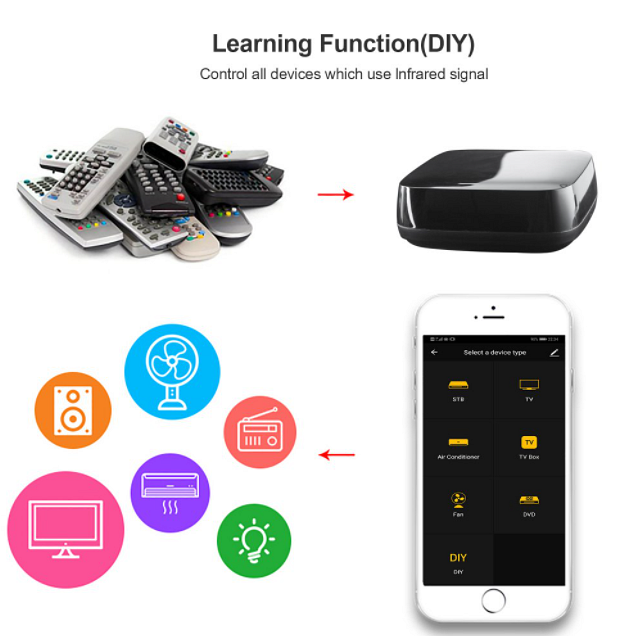 Learning Function(DIY)
Control all devices which use Infrared signal
Select a device type
STB
TV
Air Conditioner
TV
TV Box
Fan
DVD
DIY
DIY